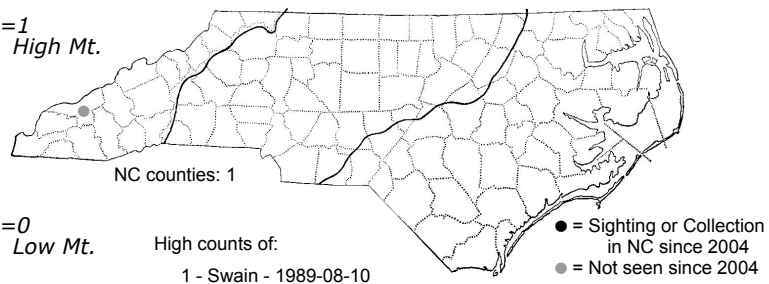 =1
High Mt.
NC counties: 1
=0
Low Mt.
High counts of:
1 - Swain - 1989-08-10
● = Sighting or Collection
in NC since 2004
● = Not seen since 2004